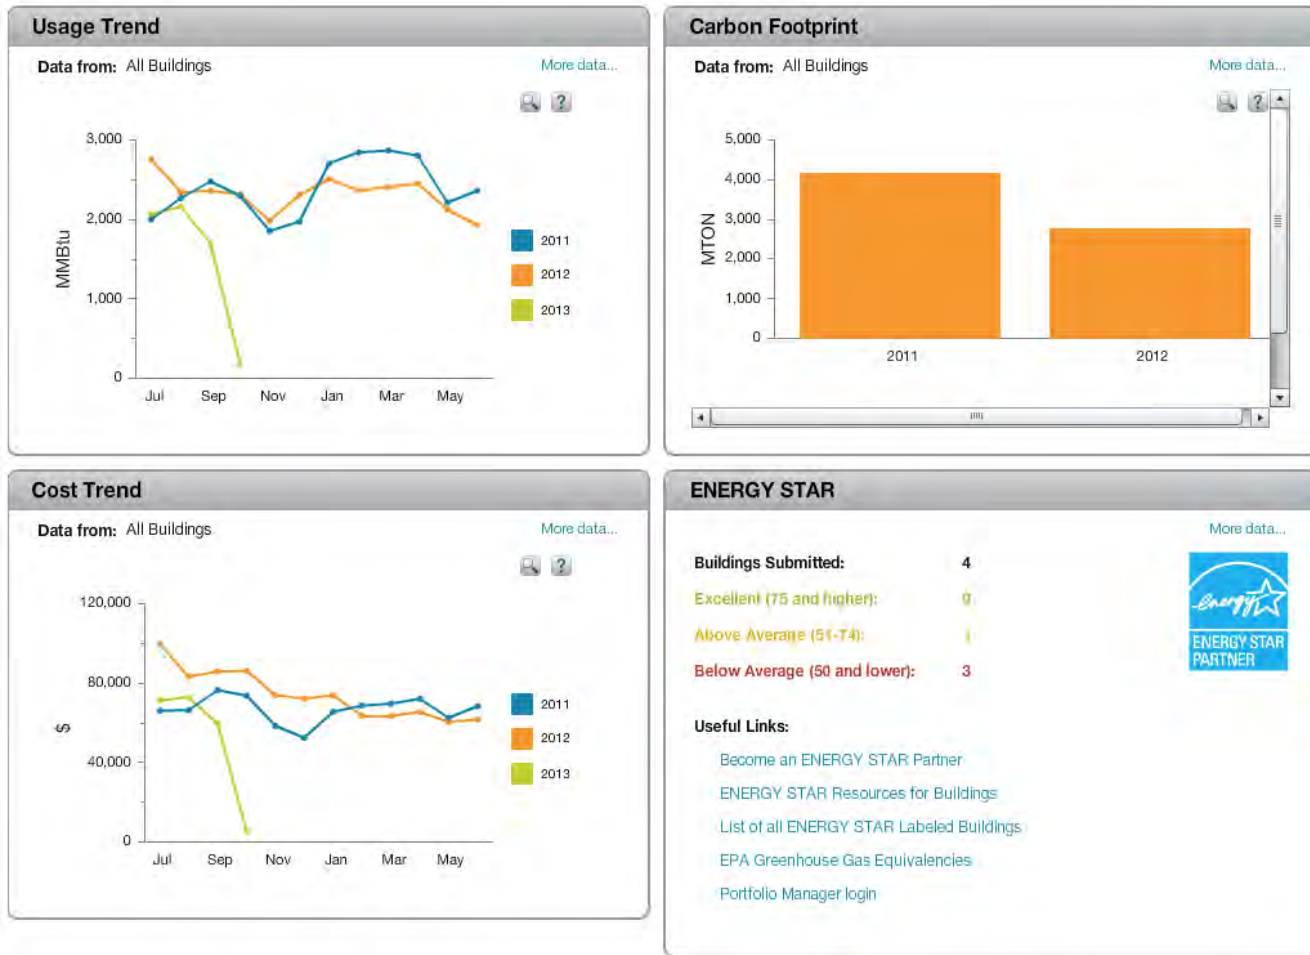 Usage Trend
Data from: All Buildings
More data...
?
3,000
2,000
1,000
0
MMBtu
Jul Sep Nov Jan Mar May
2011
2012
2013
Carbon Footprint
Data from: All Buildings
More data...
?
5,000
4,000
3,000
2,000
1,000
0
MTON
2011 2012
Cost Trend
Data from: All Buildings
More data...
?
120,000
80,000
40,000
0
$
Jul Sep Nov Jan Mar May
2011
2012
2013
ENERGY STAR
More data...
Buildings Submitted: 4
Excellent (75 and higher): 0
Above Average (51-74): 1
Below Average (50 and lower): 3
energy
ENERGY STAR
PARTNER
Useful Links:
Become an ENERGY STAR Partner
ENERGY STAR Resources for Buildings
List of all ENERGY STAR Labeled Buildings
EPA Greenhouse Gas Equivalencies
Portfolio Manager login